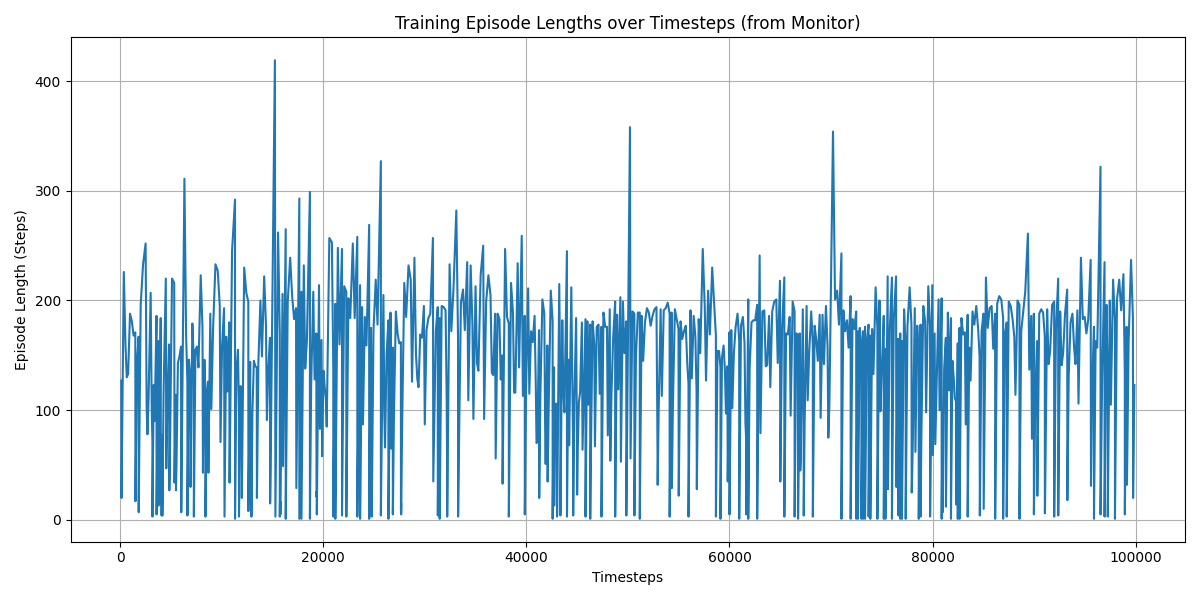 Training Episode Lengths over Timesteps (from Monitor)
Episode Length (Steps)
400
300
200
100
0
0 20000 40000 60000 80000 100000
Timesteps